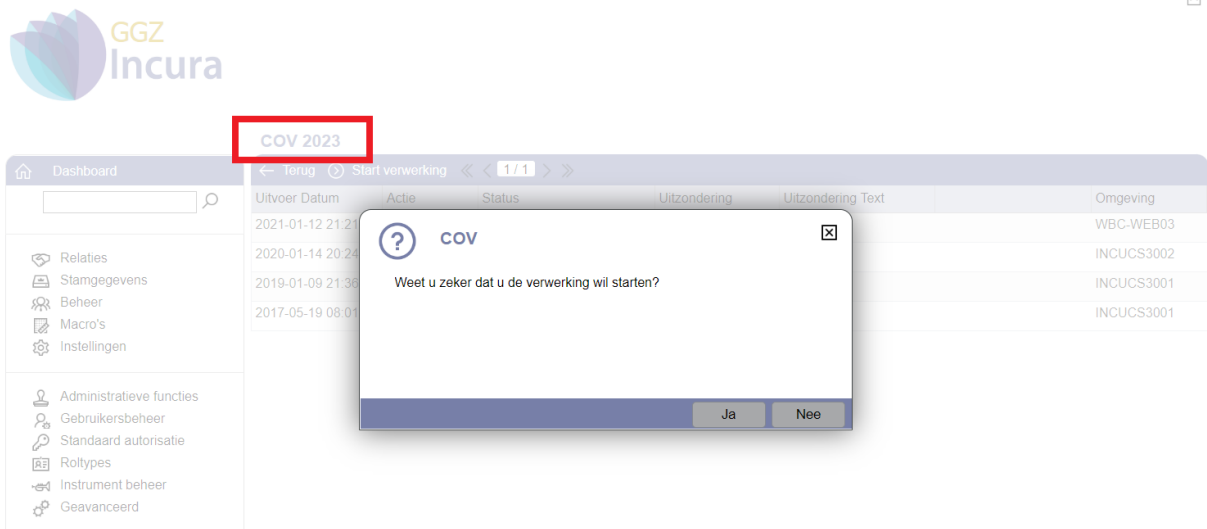 GGZ
Incura
COV 2023
Dashboard
Terug Start verwerking 1 / 1
Uitvoer Datum Actie Status Uitzondering Uitzondering Text Omgeving
2021-01-12 21:21 WBC-WEB03
2020-01-14 20:24 INCUCS3002
2019-01-09 21:36 INCUCS3001
2017-05-19 08:01 INCUCS3001
COV
Weet u zeker dat u de verwerking wil starten?
Ja Nee
Relaties
Stamgegevens
Beheer
Macro's
Instellingen
Administratieve functies
Gebruikersbeheer
Standaard autorisatie
Roltypes
Instrument beheer
Geavanceerd